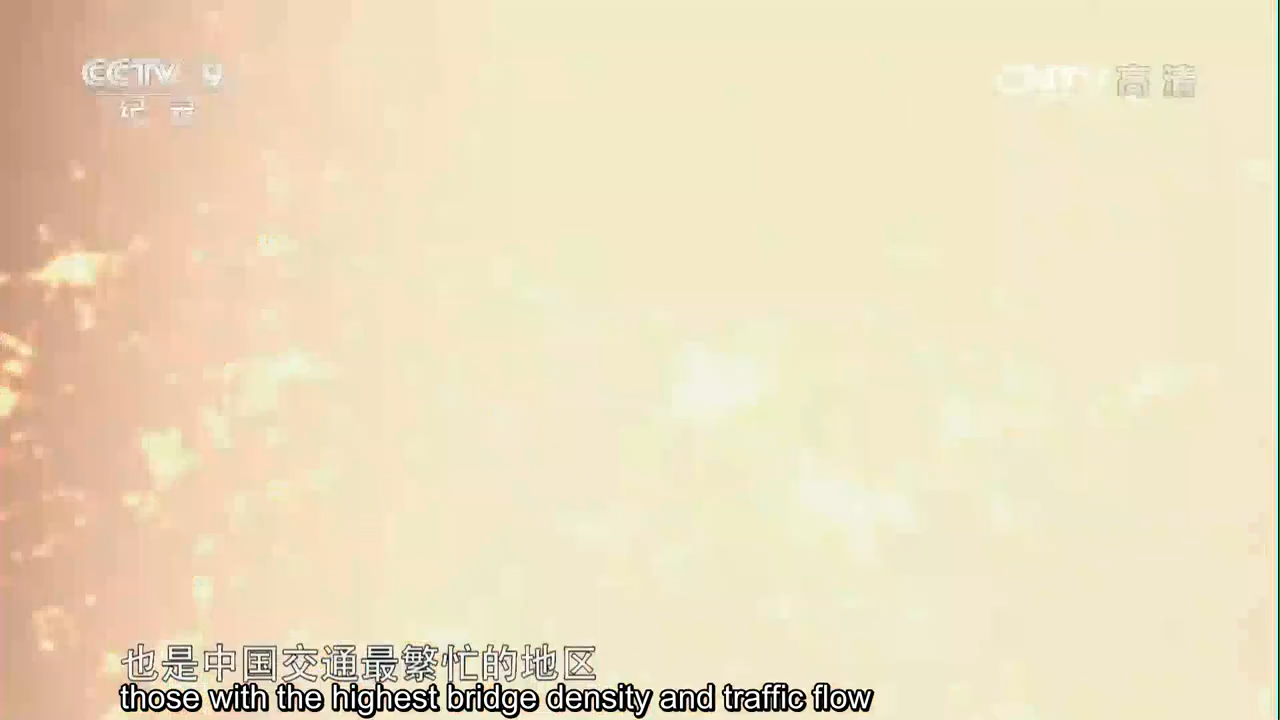 CCTV 9
高清
纪录
也是中国交通最繁忙的地区
those with the highest bridge density and traffic flow